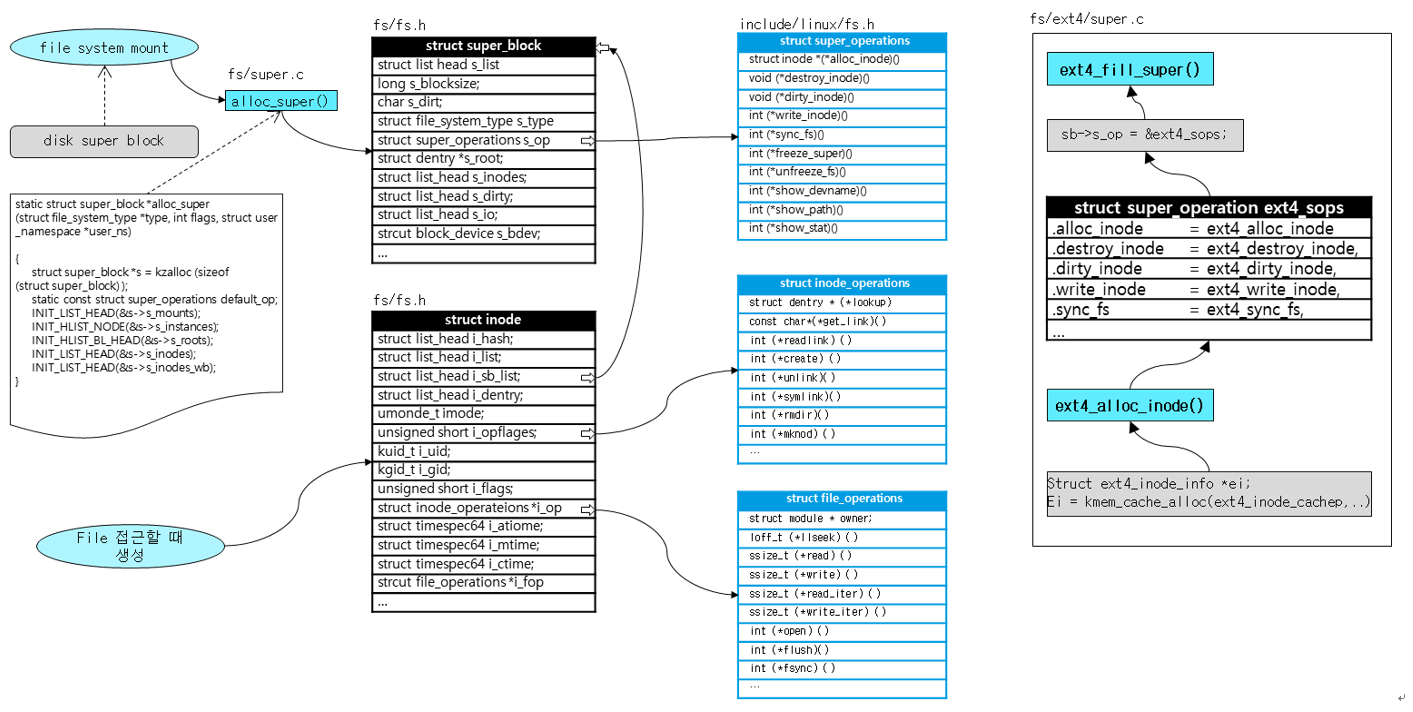 file system mount
disk super block
fs/super.c
alloc_super()
static struct super_block *alloc_super
(struct file_system_type *type, int flags, struct user
_namespace *user_ns)
{
struct super_block *s = kzalloc (sizeof
(struct super_block) );
static const struct super_operations default_op;
INIT_LIST_HEAD(&s->s_mounts);
INIT_HLIST_NODE(&s->s_instances);
INIT_HLIST_BL_HEAD(&s->s_roots);
INIT_LIST_HEAD(&s->s_inodes);
INIT_LIST_HEAD(&s->s_inodes_wb);
}
File 접근할 때
생성
fs/fs.h
struct super_block
struct list head s_list
long s_blocksize;
char s_dirt;
struct file_system_type s_type
struct super_operations s_op
struct dentry *s_root;
struct list_head s_inodes;
struct list_head s_dirty;
struct list_head s_io;
strcut block_device s_bdev;
...
fs/fs.h
struct inode
struct list_head i_hash;
struct list_head i_list;
struct list_head i_sb_list;
struct list_head i_dentry;
umonde_t imode;
unsigned short i_opflages;
kuid_t i_uid;
kgid_t i_gid;
unsigned short i_flags;
struct inode_operateions *i_op
struct timespec64 i_atiome;
struct timespec64 i_mtime;
struct timespec64 i_ctime;
strcut file_operations *i_fop
...
include/linux/fs.h
struct super_operations
struct inode *(*alloc_inode)()
void (*destroy_inode)()
void (*dirty_inode)()
int (*write_inode)()
int (*sync_fs)()
int (*freeze_super)()
int (*unfreeze_fs)()
int (*show_devname)()
int (*show_path)()
int (*show_stat)()
struct inode_operations
struct dentry * (*lookup)
const char*(*get_link)()
int (*readlink) ()
int (*create) ()
int (*unlink)()
int (*symlink)()
int (*rmdir)()
int (*mknod) ()
...
struct file_operations
struct module * owner;
loff_t (*llseek) ()
ssize_t (*read) ()
ssize_t (*write) ()
ssize_t (*read_iter) ()
ssize_t (*write_iter) ()
int (*open) ()
int (*flush)()
int (*fsync) ()
...
fs/ext4/super.c
ext4_fill_super()
sb->s_op = &ext4_sops;
struct super_operation ext4_sops
.alloc_inode = ext4_alloc_inode
.destroy_inode = ext4_destroy_inode,
.dirty_inode = ext4_dirty_inode,
.write_inode = ext4_write_inode,
.sync_fs = ext4_sync_fs,
...
ext4_alloc_inode()
Struct ext4_inode_info *ei;
Ei = kmem_cache_alloc(ext4_inode_cachep,..)